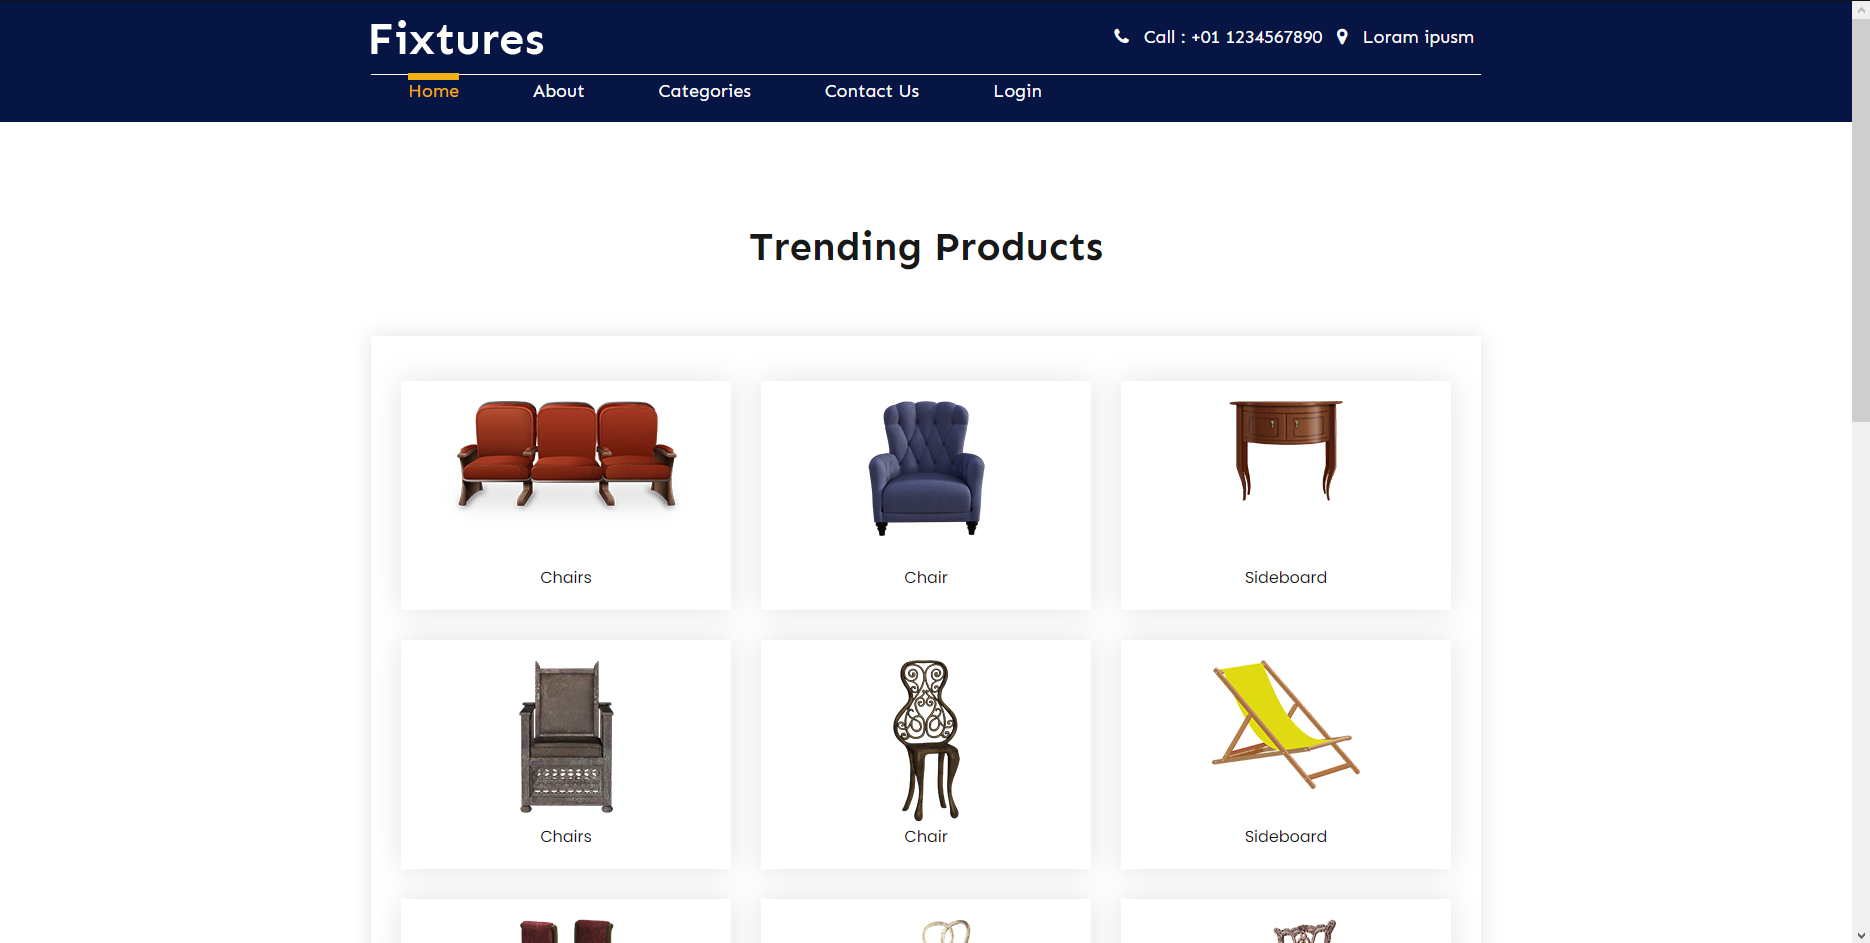 Fixtures
Call : +01 1234567890 Loram ipusm
Home About Categories Contact Us Login
Trending Products
Chairs Chair Sideboard
Chairs Chair Sideboard